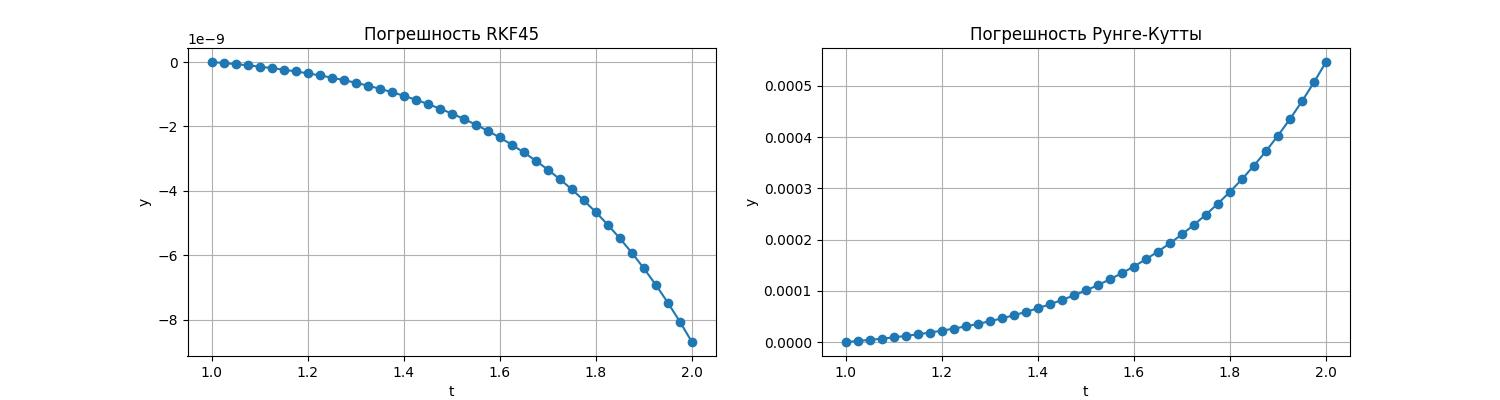 Погрешность RKF45
1e−9
0
−2
−4
−6
−8
y
1.0 1.2 1.4 1.6 1.8 2.0
t
Погрешность Рунге-Кутты
0.0005
0.0004
0.0003
0.0002
0.0001
0.0000
y
1.0 1.2 1.4 1.6 1.8 2.0
t